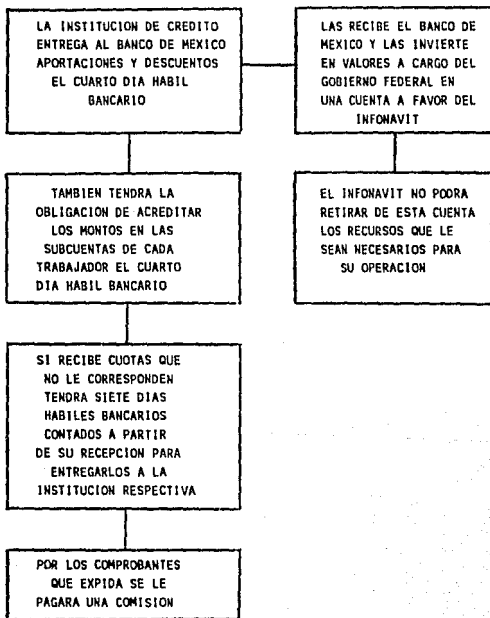 LA INSTITUCION DE CREDITO
ENTREGA AL BANCO DE MEXICO
APORTACIONES Y DESCUENTOS
EL CUARTO DIA HABIL
BANCARIO
LAS RECIBE EL BANCO DE
MEXICO Y LAS INVIERTE
EN VALORES A CARGO DEL
GOBIERNO FEDERAL EN
UNA CUENTA A FAVOR DEL
INFONAVIT
TAMBIEN TENDRA LA
OBLIGACION DE ACREDITAR
LOS MONTOS EN LAS
SUBCUENTAS DE CADA
TRABAJADOR EL CUARTO
DIA HABIL BANCARIO
EL INFONAVIT NO PODRA
RETIRAR DE ESTA CUENTA
LOS RECURSOS QUE LE
SEAN NECESARIOS PARA
SU OPERACION
SI RECIBE CUOTAS QUE
NO LE CORRESPONDEN
TENDRA SIETE DIAS
HABILES BANCARIOS
CONTADOS A PARTIR
DE SU RECEPCION PARA
ENTREGARLOS A LA
INSTITUCION RESPECTIVA
POR LOS COMPROBANTES
QUE EXPIDA SE LE
PAGARA UNA COMISION